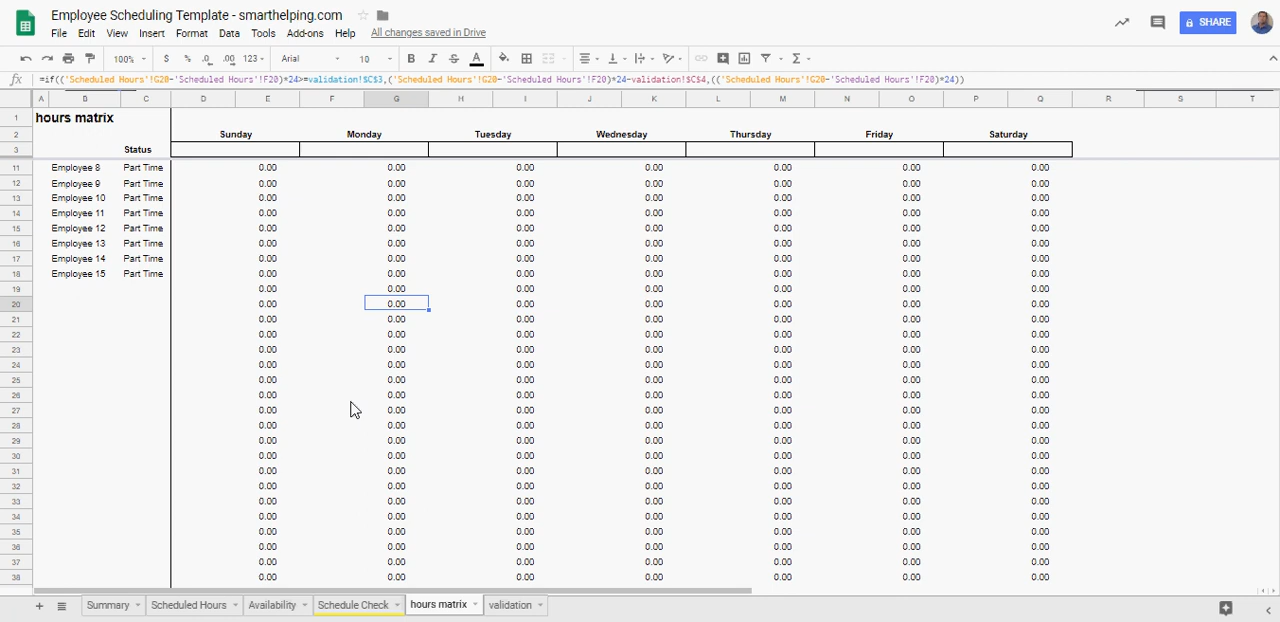 Employee Scheduling Template - smarthelping.com
File Edit View Insert Format Data Tools Add-ons Help All changes saved in Drive
SHARE
100% $ % .0 .00 123 Arial 10 B I S A
fx =if(('Scheduled Hours'!G20-'Scheduled Hours'!F20)*24>=validation!$C$3,('Scheduled Hours'!G20-'Scheduled Hours'!F20)*24-validation!$C$4,(('Scheduled Hours'!G20-'Scheduled Hours'!F20)*24))
A B C D E F G H I J K L M N O P Q R S T
1 hours matrix
2 Sunday Monday Tuesday Wednesday Thursday Friday Saturday
3 Status
11 Employee 8 Part Time 0.00 0.00 0.00 0.00 0.00 0.00 0.00
12 Employee 9 Part Time 0.00 0.00 0.00 0.00 0.00 0.00 0.00
13 Employee 10 Part Time 0.00 0.00 0.00 0.00 0.00 0.00 0.00
14 Employee 11 Part Time 0.00 0.00 0.00 0.00 0.00 0.00 0.00
15 Employee 12 Part Time 0.00 0.00 0.00 0.00 0.00 0.00 0.00
16 Employee 13 Part Time 0.00 0.00 0.00 0.00 0.00 0.00 0.00
17 Employee 14 Part Time 0.00 0.00 0.00 0.00 0.00 0.00 0.00
18 Employee 15 Part Time 0.00 0.00 0.00 0.00 0.00 0.00 0.00
19 0.00 0.00 0.00 0.00 0.00 0.00 0.00
20 0.00 0.00 0.00 0.00 0.00 0.00 0.00
21 0.00 0.00 0.00 0.00 0.00 0.00 0.00
22 0.00 0.00 0.00 0.00 0.00 0.00 0.00
23 0.00 0.00 0.00 0.00 0.00 0.00 0.00
24 0.00 0.00 0.00 0.00 0.00 0.00 0.00
25 0.00 0.00 0.00 0.00 0.00 0.00 0.00
26 0.00 0.00 0.00 0.00 0.00 0.00 0.00
27 0.00 0.00 0.00 0.00 0.00 0.00 0.00
28 0.00 0.00 0.00 0.00 0.00 0.00 0.00
29 0.00 0.00 0.00 0.00 0.00 0.00 0.00
30 0.00 0.00 0.00 0.00 0.00 0.00 0.00
31 0.00 0.00 0.00 0.00 0.00 0.00 0.00
32 0.00 0.00 0.00 0.00 0.00 0.00 0.00
33 0.00 0.00 0.00 0.00 0.00 0.00 0.00
34 0.00 0.00 0.00 0.00 0.00 0.00 0.00
35 0.00 0.00 0.00 0.00 0.00 0.00 0.00
36 0.00 0.00 0.00 0.00 0.00 0.00 0.00
37 0.00 0.00 0.00 0.00 0.00 0.00 0.00
38 0.00 0.00 0.00 0.00 0.00 0.00 0.00
Summary Scheduled Hours Availability Schedule Check hours matrix validation